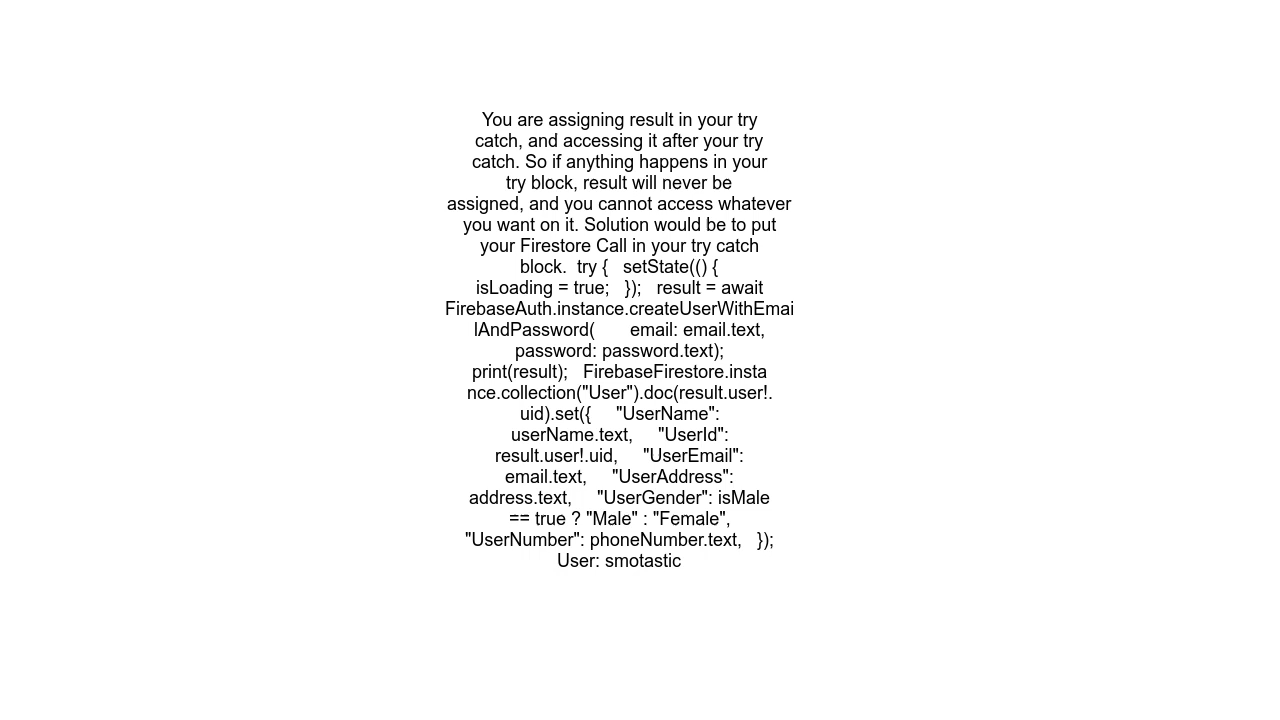 You are assigning result in your try
catch, and accessing it after your try
catch. So if anything happens in your
try block, result will never be
assigned, and you cannot access whatever
you want on it. Solution would be to put
your Firestore Call in your try catch
block.  try {   setState(() {
isLoading = true;   });   result = await
FirebaseAuth.instance.createUserWithEmai
lAndPassword(       email: email.text,
password: password.text);
print(result);   FirebaseFirestore.insta
nce.collection("User").doc(result.user!.
uid).set({     "UserName":
userName.text,     "UserId":
result.user!.uid,     "UserEmail":
email.text,     "UserAddress":
address.text,     "UserGender": isMale
== true ? "Male" : "Female",
"UserNumber": phoneNumber.text,   });
User: smotastic